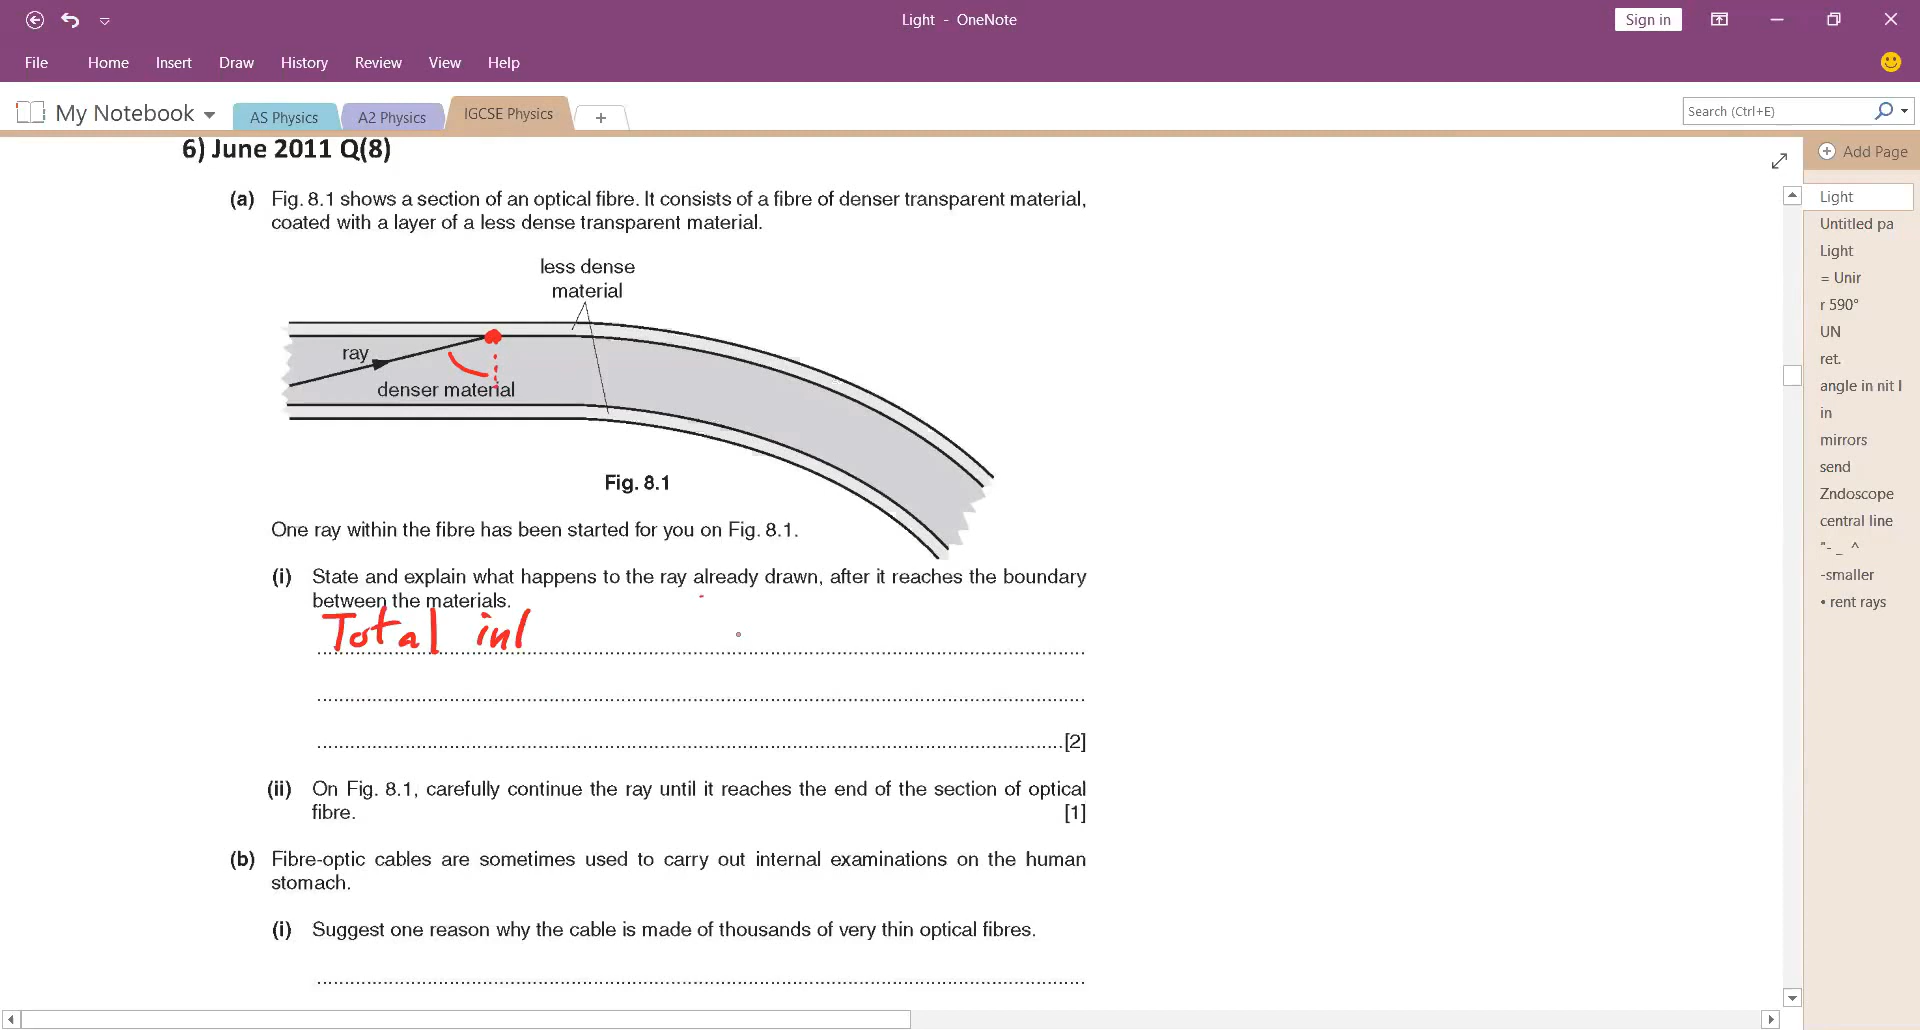 Light - OneNote
Sign in
File Home Insert Draw History Review View Help
My Notebook
AS Physics
A2 Physics
IGCSE Physics
+
Search (Ctrl+E)
Add Page
6) June 2011 Q(8)
(a) Fig. 8.1 shows a section of an optical fibre. It consists of a fibre of denser transparent material,
coated with a layer of a less dense transparent material.
less dense
material
ray
denser material
Fig. 8.1
One ray within the fibre has been started for you on Fig. 8.1.
(i) State and explain what happens to the ray already drawn, after it reaches the boundary
between the materials.
Total
[2]
(ii) On Fig. 8.1, carefully continue the ray until it reaches the end of the section of optical
fibre. [1]
(b) Fibre-optic cables are sometimes used to carry out internal examinations on the human
stomach.
(i) Suggest one reason why the cable is made of thousands of very thin optical fibres.
Light
Untitled pa
Light
= Unir
r 590°
UN
ret.
angle in nit I
in
mirrors
send
Zndoscope
central line
"- _ ^
-smaller
• rent rays